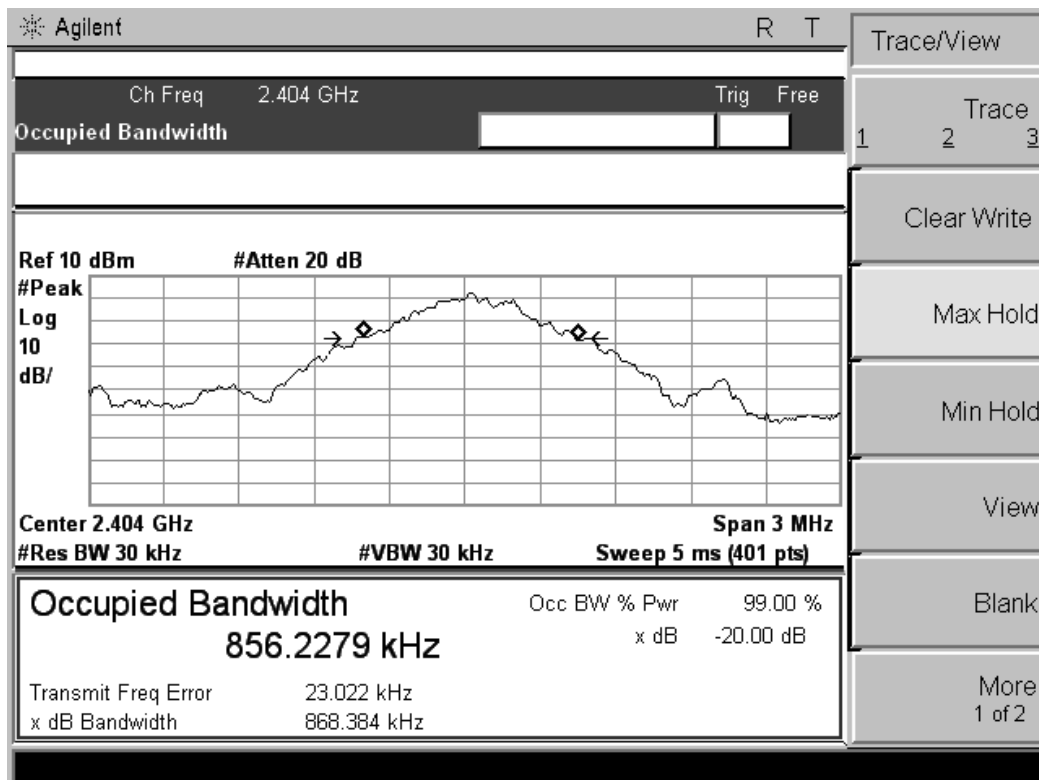 Agilent R T
Trace/View
Ch Freq 2.404 GHz Trig Free
Occupied Bandwidth
Trace
1 2 3
Clear Write
Max Hold
Min Hold
View
Blank
More
1 of 2
Ref 10 dBm #Atten 20 dB
#Peak
Log
10
dB/
Center 2.404 GHz Span 3 MHz
#Res BW 30 kHz #VBW 30 kHz Sweep 5 ms (401 pts)
Occupied Bandwidth Occ BW % Pwr 99.00 %
856.2279 kHz x dB -20.00 dB
Transmit Freq Error 23.022 kHz
x dB Bandwidth 868.384 kHz